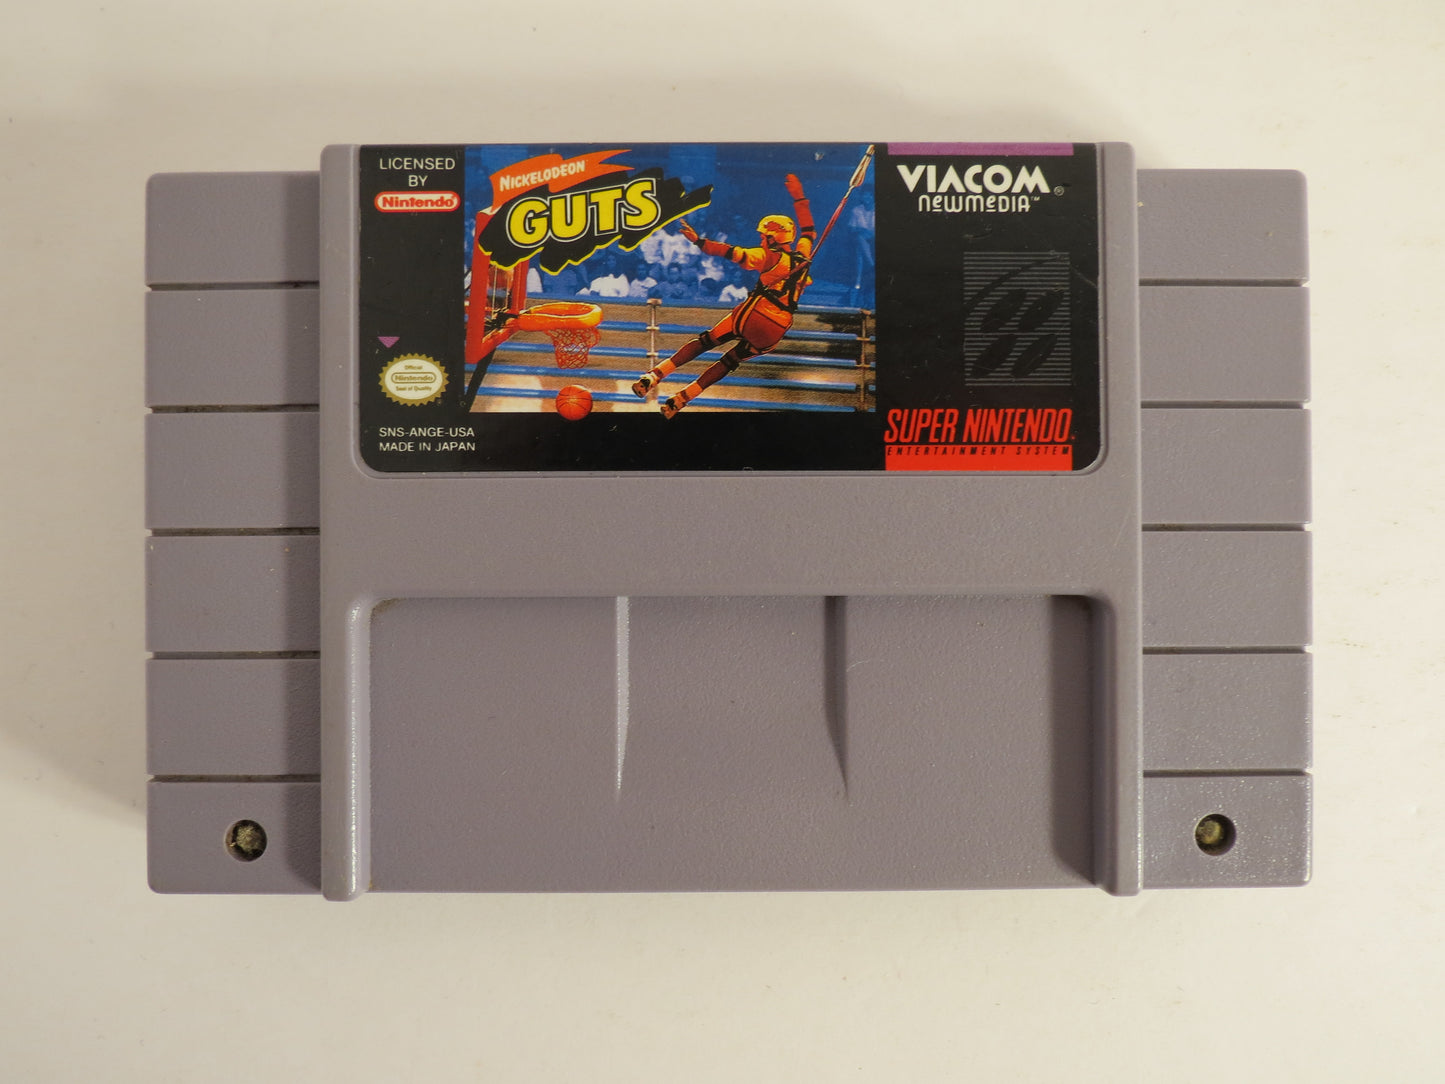 LICENSED
BY
Nintendo®
NICKELODEON
GUTS
Official
Nintendo
Seal of Quality
SNS-ANGE-USA
MADE IN JAPAN
VIACOM®
NEWMEDIA™
SUPER NINTENDO
ENTERTAINMENT SYSTEM